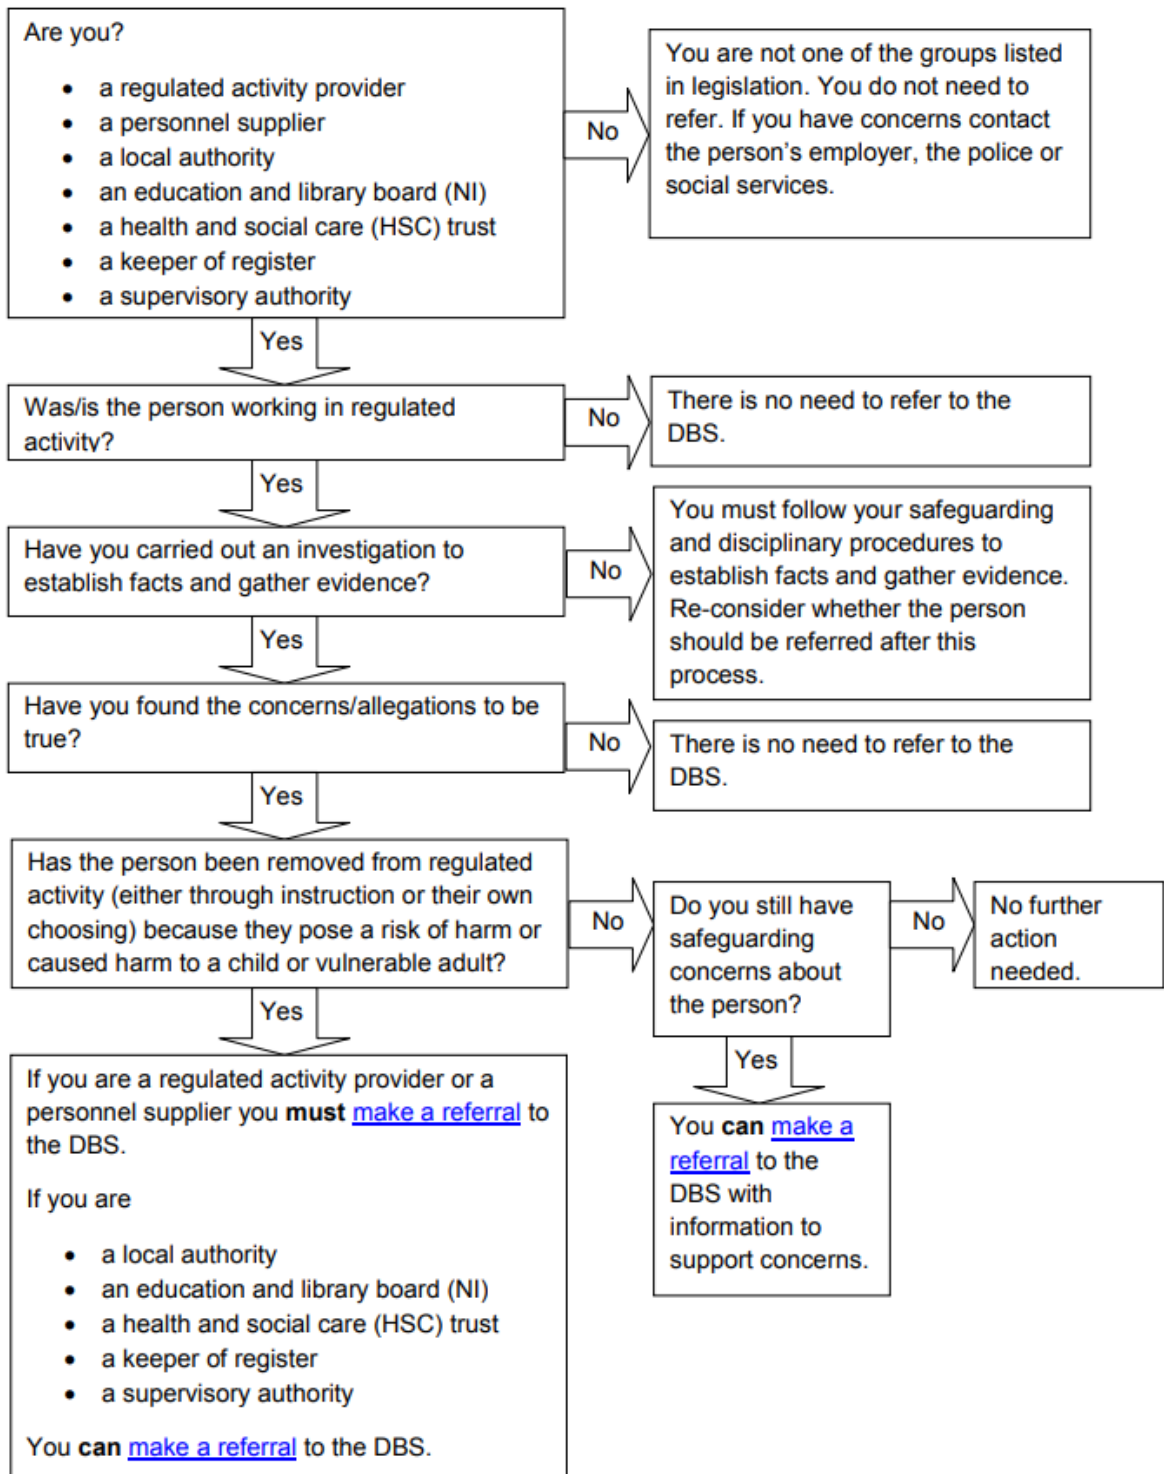 Are you?
• a regulated activity provider
• a personnel supplier
• a local authority
• an education and library board (NI)
• a health and social care (HSC) trust
• a keeper of register
• a supervisory authority
No
You are not one of the groups listed
in legislation. You do not need to
refer. If you have concerns contact
the person's employer, the police or
social services.
Yes
Was/is the person working in regulated
activity?
No
There is no need to refer to the
DBS.
Yes
Have you carried out an investigation to
establish facts and gather evidence?
No
You must follow your safeguarding
and disciplinary procedures to
establish facts and gather evidence.
Re-consider whether the person
should be referred after this
process.
Yes
Have you found the concerns/allegations to be
true?
No
There is no need to refer to the
DBS.
Yes
Has the person been removed from regulated
activity (either through instruction or their own
choosing) because they pose a risk of harm or
caused harm to a child or vulnerable adult?
No
Do you still have
safeguarding
concerns about
the person?
No
No further
action
needed.
Yes
If you are a regulated activity provider or a
personnel supplier you must make a referral to
the DBS.
If you are
• a local authority
• an education and library board (NI)
• a health and social care (HSC) trust
• a keeper of register
• a supervisory authority
You can make a referral to the DBS.
Yes
You can make a
referral to the
DBS with
information to
support concerns.